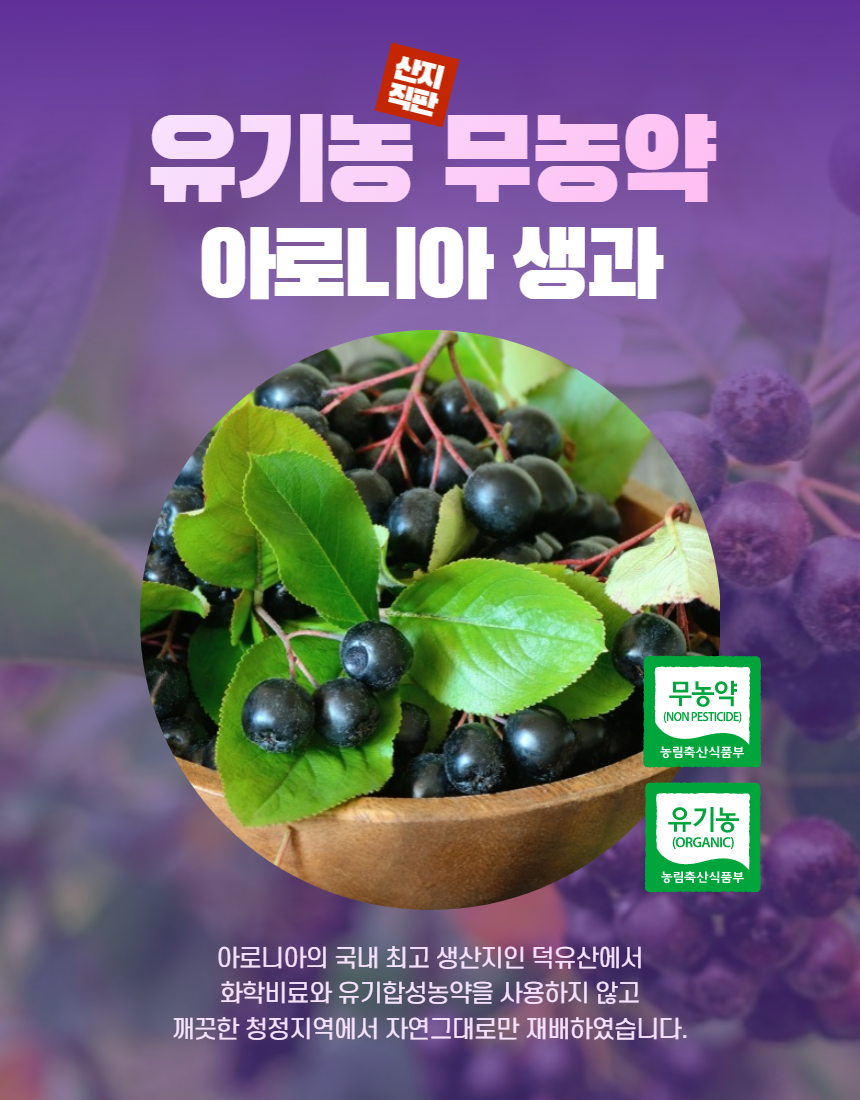 산지
직판
유기농 무농약
아로니아 생과
무농약
(NON PESTICIDE)
농림축산식품부
유기농
(ORGANIC)
농림축산식품부
아로니아의 국내 최고 생산지인 덕유산에서
화학비료와 유기합성농약을 사용하지 않고
깨끗한 청정지역에서 자연그대로만 재배하였습니다.